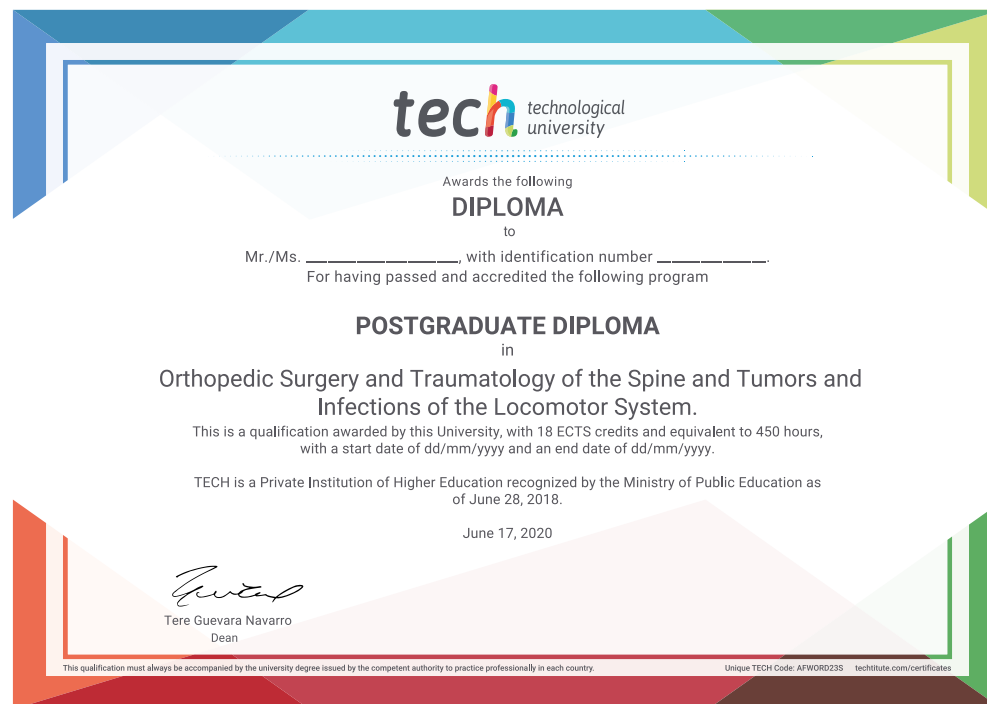 tech technological
university
Awards the following
DIPLOMA
to
Mr./Ms. ____________________, with identification number ______________.
For having passed and accredited the following program
POSTGRADUATE DIPLOMA
in
Orthopedic Surgery and Traumatology of the Spine and Tumors and
Infections of the Locomotor System.
This is a qualification awarded by this University, with 18 ECTS credits and equivalent to 450 hours,
with a start date of dd/mm/yyyy and an end date of dd/mm/yyyy.
TECH is a Private Institution of Higher Education recognized by the Ministry of Public Education as
of June 28, 2018.
June 17, 2020
Tere Guevara Navarro
Dean
This qualification must always be accompanied by the university degree issued by the competent authority to practice professionally in each country. Unique TECH Code: AFWORD23S techtitute.com/certificates